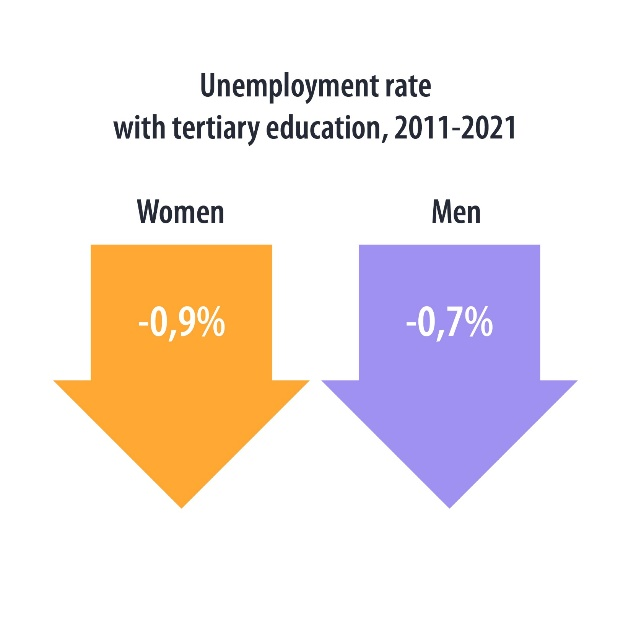 Unemployment rate
with tertiary education, 2011-2021
Women
Men
-0,9%
-0,7%